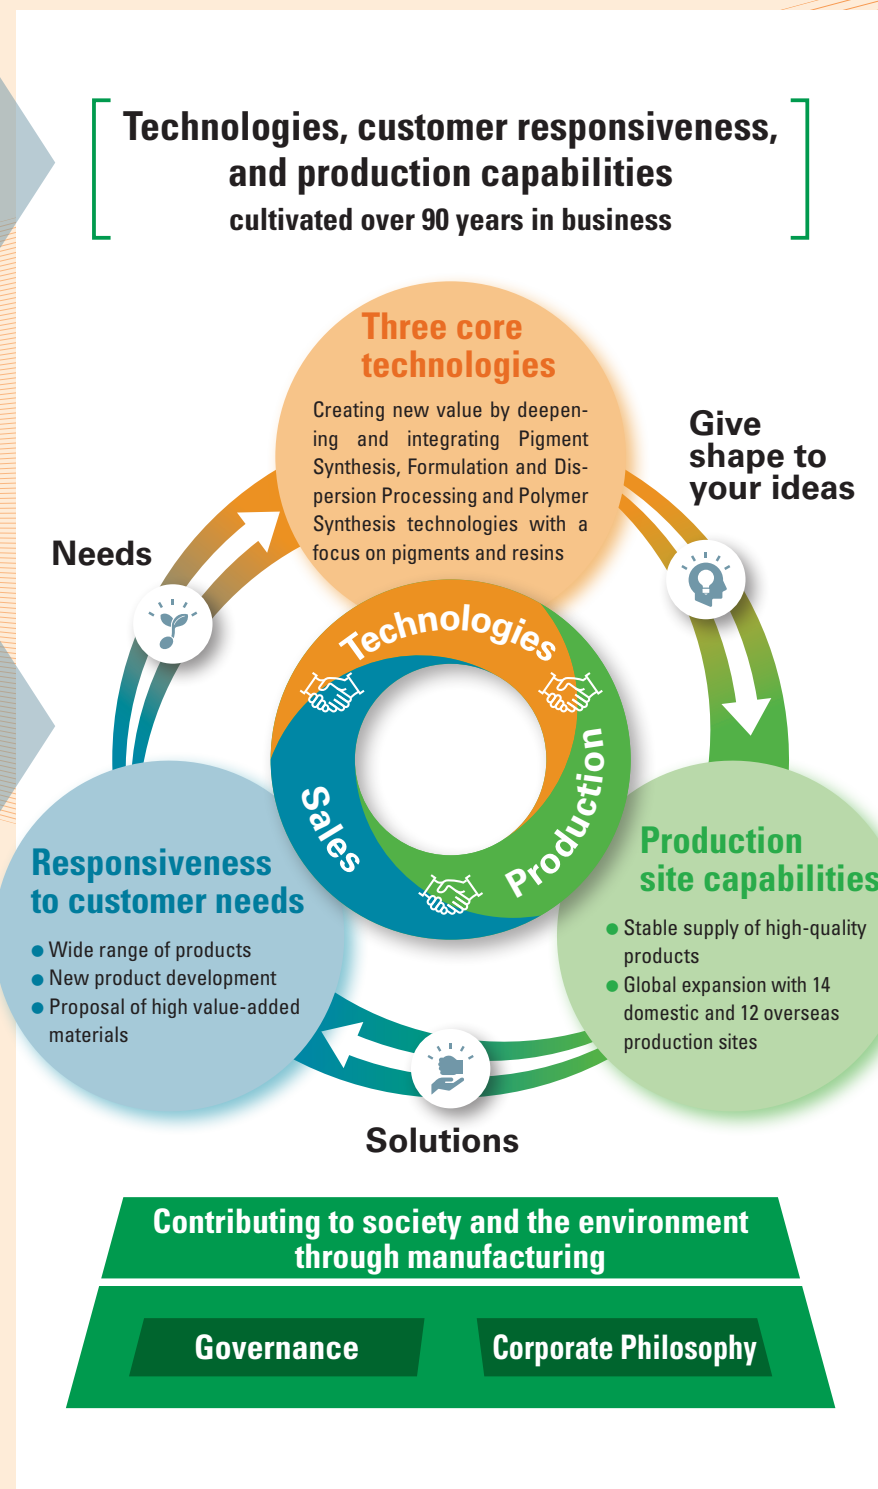 Technologies, customer responsiveness,
and production capabilities
cultivated over 90 years in business
Three core
technologies
Creating new value by deepen-
ing and integrating Pigment
Synthesis, Formulation and Dis-
persion Processing and Polymer
Synthesis technologies with a
focus on pigments and resins
Give
shape to
your ideas
Needs
Technologies
Production
Sales
Responsiveness
to customer needs
● Wide range of products
● New product development
● Proposal of high value-added
materials
Production
site capabilities
● Stable supply of high-quality
products
● Global expansion with 14
domestic and 12 overseas
production sites
Solutions
Contributing to society and the environment
through manufacturing
Governance
Corporate Philosophy